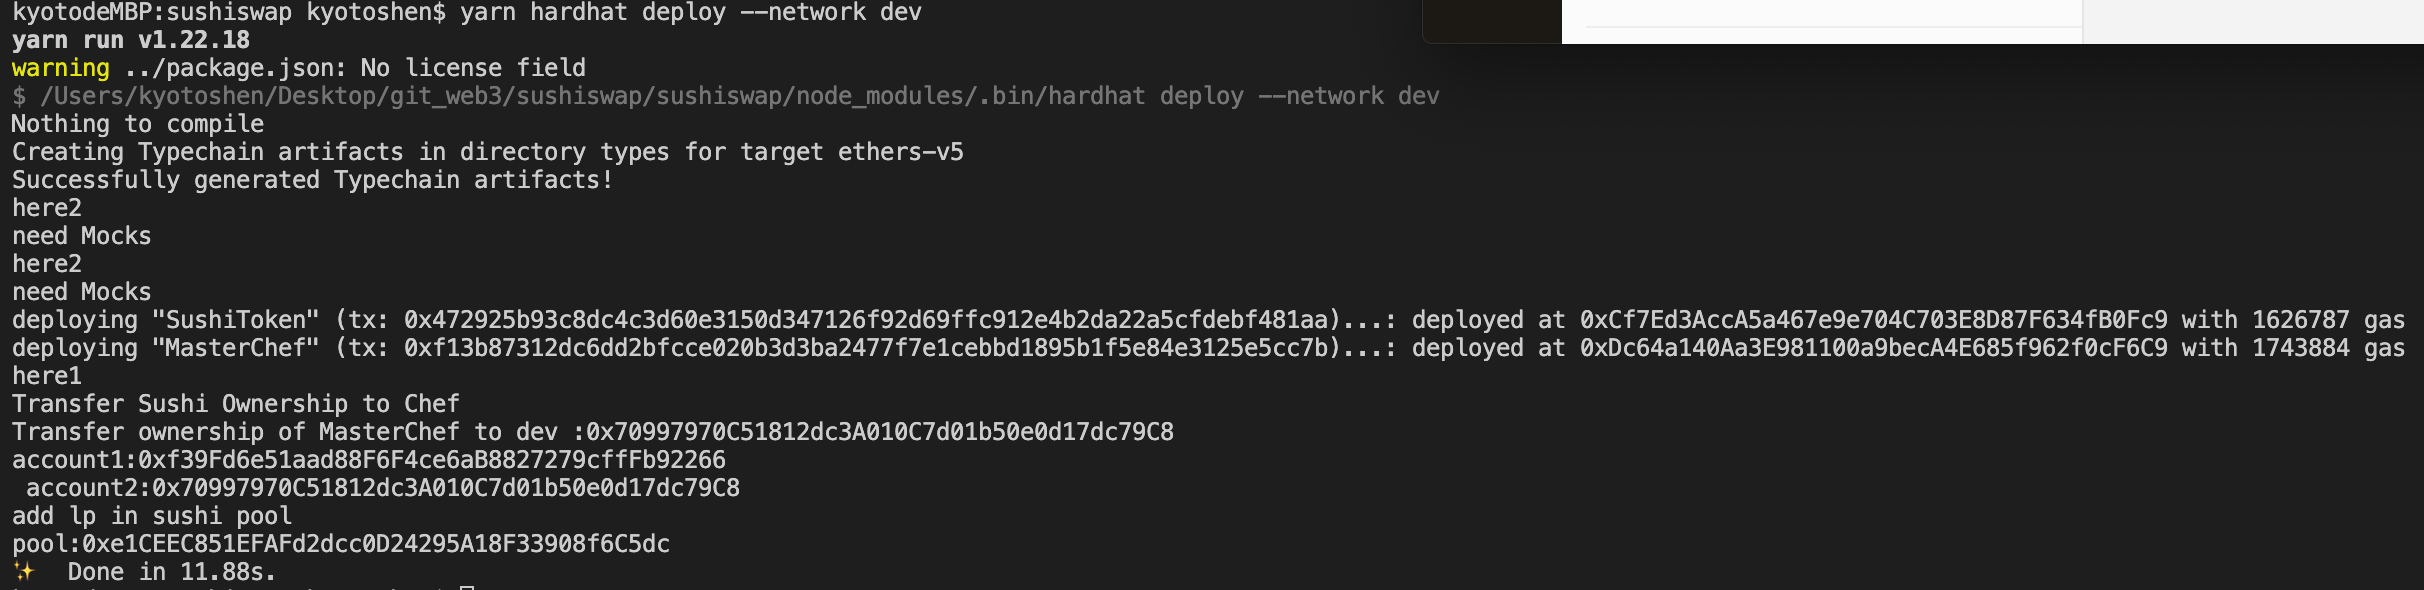 kyotodeMBP:sushiswap kyotoshen$ yarn hardhat deploy --network dev
yarn run v1.22.18
warning ../package.json: No license field
$ /Users/kyotoshen/Desktop/git_web3/sushiswap/sushiswap/node_modules/.bin/hardhat deploy --network dev
Nothing to compile
Creating Typechain artifacts in directory types for target ethers-v5
Successfully generated Typechain artifacts!
here2
need Mocks
here2
need Mocks
deploying "SushiToken" (tx: 0x472925b93c8dc4c3d60e3150d347126f92d69ffc912e4b2da22a5cfdebf481aa)...: deployed at 0xCf7Ed3AccA5a467e9e704C703E8D87F634fB0Fc9 with 1626787 gas
deploying "MasterChef" (tx: 0xf13b87312dc6dd2bfcce020b3d3ba2477f7e1cebbd1895b1f5e84e3125e5cc7b)...: deployed at 0xDc64a140Aa3E981100a9becA4E685f962f0cF6C9 with 1743884 gas
here1
Transfer Sushi Ownership to Chef
Transfer ownership of MasterChef to dev :0x70997970C51812dc3A010C7d01b50e0d17dc79C8
account1:0xf39Fd6e51aad88F6F4ce6aB8827279cffFb92266
 account2:0x70997970C51812dc3A010C7d01b50e0d17dc79C8
add lp in sushi pool
pool:0xe1CEEC851EFAFd2dcc0D24295A18F33908f6C5dc
✨  Done in 11.88s.